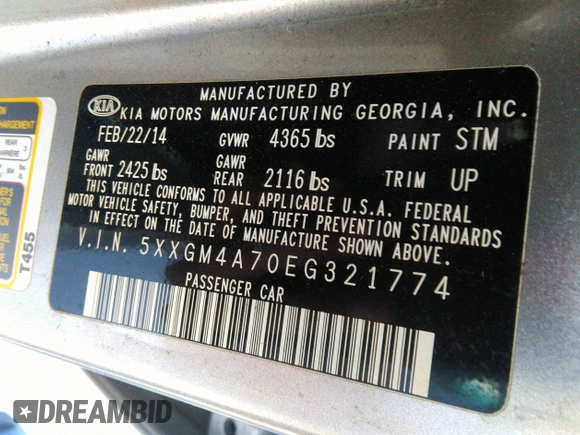 MANUFACTURED BY
KIA KIA MOTORS MANUFACTURING GEORGIA, INC.
FEB/22/14 GVWR 4365 lbs PAINT STM
GAWR GAWR
FRONT 2425 lbs REAR 2116 lbs TRIM UP
THIS VEHICLE CONFORMS TO ALL APPLICABLE U.S.A. FEDERAL
MOTOR VEHICLE SAFETY, BUMPER, AND THEFT PREVENTION STANDARDS
IN EFFECT ON THE DATE OF MANUFACTURE SHOWN ABOVE.
V.I.N. 5XXGM4A70EG321774
PASSENGER CAR
REAR
T455
DREAMBID